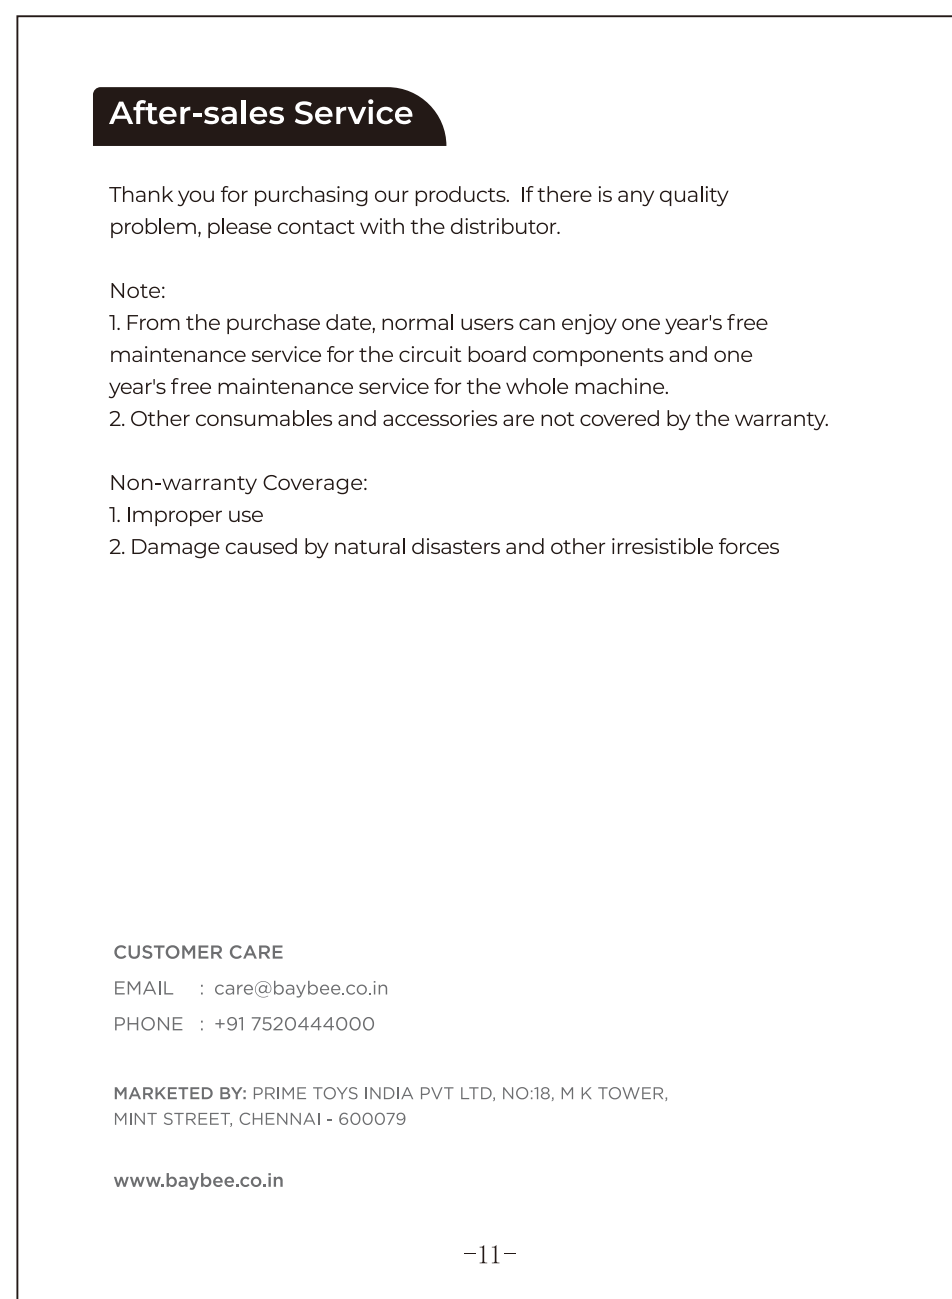 After-sales Service
Thank you for purchasing our products. If there is any quality
problem, please contact with the distributor.
Note:
1. From the purchase date, normal users can enjoy one year's free
maintenance service for the circuit board components and one
year's free maintenance service for the whole machine.
2. Other consumables and accessories are not covered by the warranty.
Non-warranty Coverage:
1. Improper use
2. Damage caused by natural disasters and other irresistible forces
CUSTOMER CARE
EMAIL : care@baybee.co.in
PHONE : +91 7520444000
MARKETED BY: PRIME TOYS INDIA PVT LTD, NO:18, M K TOWER,
MINT STREET, CHENNAI - 600079
www.baybee.co.in
-11-